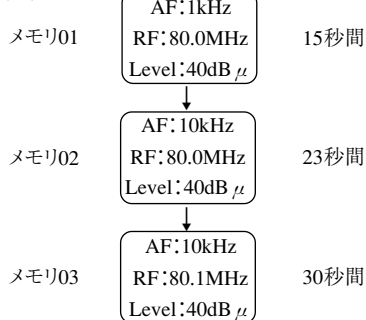 AF:1kHz
メモリ01 RF:80.0MHz 15秒間
Level:40dBμ
AF:10kHz
メモリ02 RF:80.0MHz 23秒間
Level:40dBμ
AF:10kHz
メモリ03 RF:80.1MHz 30秒間
Level:40dBμ